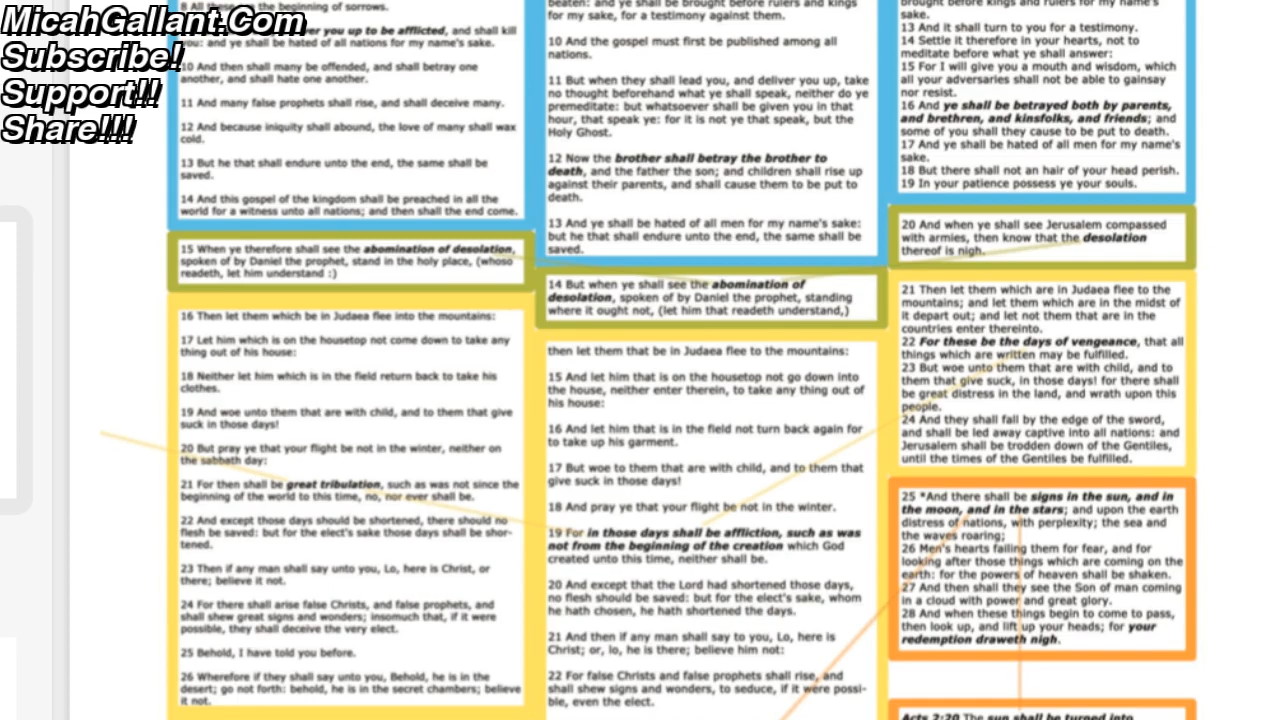 MicahGallant.Com
Subscribe!
Support!!
Share!!!
8 All these the beginning of sorrows.
ver you up to be afflicted, and shall kill
you: and ye shall be hated of all nations for my name's sake.
10 And then shall many be offended, and shall betray one
another, and shall hate one another.
11 And many false prophets shall rise, and shall deceive many.
12 And because iniquity shall abound, the love of many shall wax
cold.
13 But he that shall endure unto the end, the same shall be
saved.
14 And this gospel of the kingdom shall be preached in all the
world for a witness unto all nations; and then shall the end come.
15 When ye therefore shall see the abomination of desolation,
spoken of by Daniel the prophet, stand in the holy place, (whoso
readeth, let him understand :)
16 Then let them which be in Judaea flee into the mountains:
17 Let him which is on the housetop not come down to take any
thing out of his house:
18 Neither let him which is in the field return back to take his
clothes.
19 And woe unto them that are with child, and to them that give
suck in those days!
20 But pray ye that your flight be not in the winter, neither on
the sabbath day:
21 For then shall be great tribulation, such as was not since the
beginning of the world to this time, no, nor ever shall be.
22 And except those days should be shortened, there should no
flesh be saved: but for the elect's sake those days shall be shor-
tened.
23 Then if any man shall say unto you, Lo, here is Christ, or
there; believe it not.
24 For there shall arise false Christs, and false prophets, and
shall shew great signs and wonders; insomuch that, if it were
possible, they shall deceive the very elect.
25 Behold, I have told you before.
26 Wherefore if they shall say unto you, Behold, he is in the
desert; go not forth: behold, he is in the secret chambers; believe
it not.
beaten: and ye shall be brought before rulers and kings
for my sake, for a testimony against them.
10 And the gospel must first be published among all
nations.
11 But when they shall lead you, and deliver you up, take
no thought beforehand what ye shall speak, neither do ye
premeditate: but whatsoever shall be given you in that
hour, that speak ye: for it is not ye that speak, but the
Holy Ghost.
12 Now the brother shall betray the brother to
death, and the father the son; and children shall rise up
against their parents, and shall cause them to be put to
death.
13 And ye shall be hated of all men for my name's sake:
but he that shall endure unto the end, the same shall be
saved.
14 But when ye shall see the abomination of
desolation, spoken of by Daniel the prophet, standing
where it ought not, (let him that readeth understand,)
then let them that be in Judaea flee to the mountains:
15 And let him that is on the housetop not go down into
the house, neither enter therein, to take any thing out of
his house:
16 And let him that is in the field not turn back again for
to take up his garment.
17 But woe to them that are with child, and to them that
give suck in those days!
18 And pray ye that your flight be not in the winter.
19 For in those days shall be affliction, such as was
not from the beginning of the creation which God
created unto this time, neither shall be.
20 And except that the Lord had shortened those days,
no flesh should be saved: but for the elect's sake, whom
he hath chosen, he hath shortened the days.
21 And then if any man shall say to you, Lo, here is
Christ; or, lo, he is there; believe him not:
22 For false Christs and false prophets shall rise, and
shall shew signs and wonders, to seduce, if it were possi-
ble, even the elect.
brought before kings and rulers for my name's
sake.
13 And it shall turn to you for a testimony.
14 Settle it therefore in your hearts, not to
meditate before what ye shall answer:
15 For I will give you a mouth and wisdom, which
all your adversaries shall not be able to gainsay
nor resist.
16 And ye shall be betrayed both by parents,
and brethren, and kinsfolks, and friends; and
some of you shall they cause to be put to death.
17 And ye shall be hated of all men for my name's
sake.
18 But there shall not an hair of your head perish.
19 In your patience possess ye your souls.
20 And when ye shall see Jerusalem compassed
with armies, then know that the desolation
thereof is nigh.
21 Then let them which are in Judaea flee to the
mountains; and let them which are in the midst of
it depart out; and let not them that are in the
countries enter thereinto.
22 For these be the days of vengeance, that all
things which are written may be fulfilled.
23 But woe unto them that are with child, and to
them that give suck, in those days! for there shall
be great distress in the land, and wrath upon this
people.
24 And they shall fall by the edge of the sword,
and shall be led away captive into all nations: and
Jerusalem shall be trodden down of the Gentiles,
until the times of the Gentiles be fulfilled.
25 *And there shall be signs in the sun, and in
the moon, and in the stars; and upon the earth
distress of nations, with perplexity; the sea and
the waves roaring;
26 Men's hearts failing them for fear, and for
looking after those things which are coming on the
earth: for the powers of heaven shall be shaken.
27 And then shall they see the Son of man coming
in a cloud with power and great glory.
28 And when these things begin to come to pass,
then look up, and lift up your heads; for your
redemption draweth nigh.
Acts 2:20 The sun shall be turned into